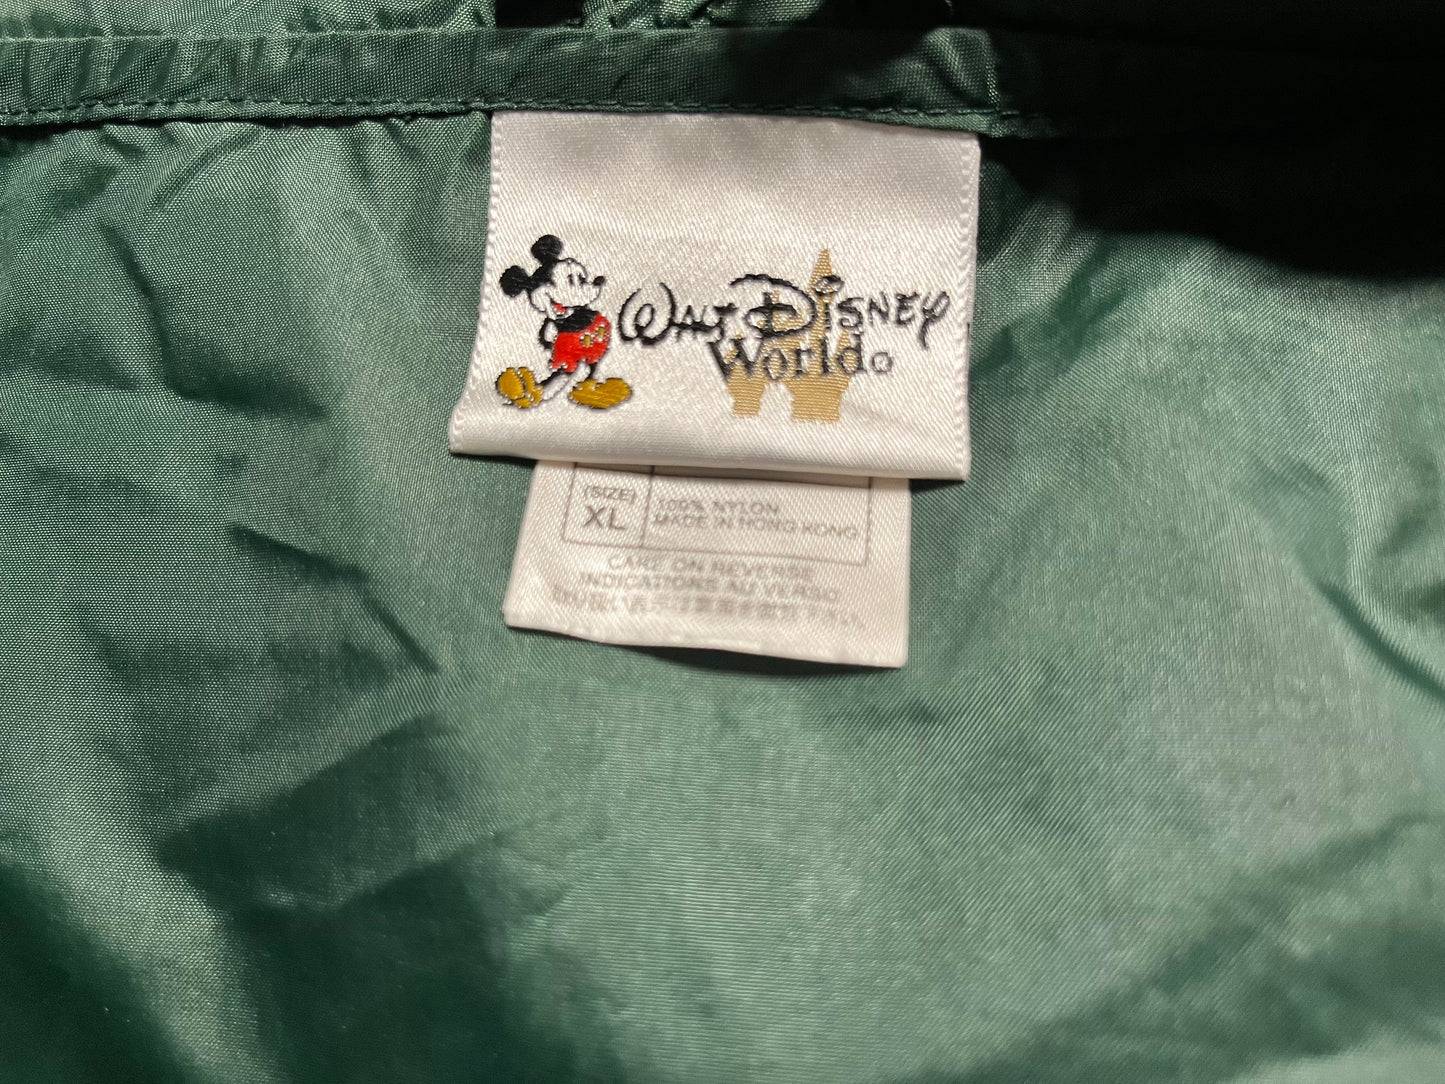 Walt Disney
World®
(SIZE)
XL
100% NYLON
MADE IN HONG KONG
CARE ON REVERSE
INDICATIONS AU VERSO